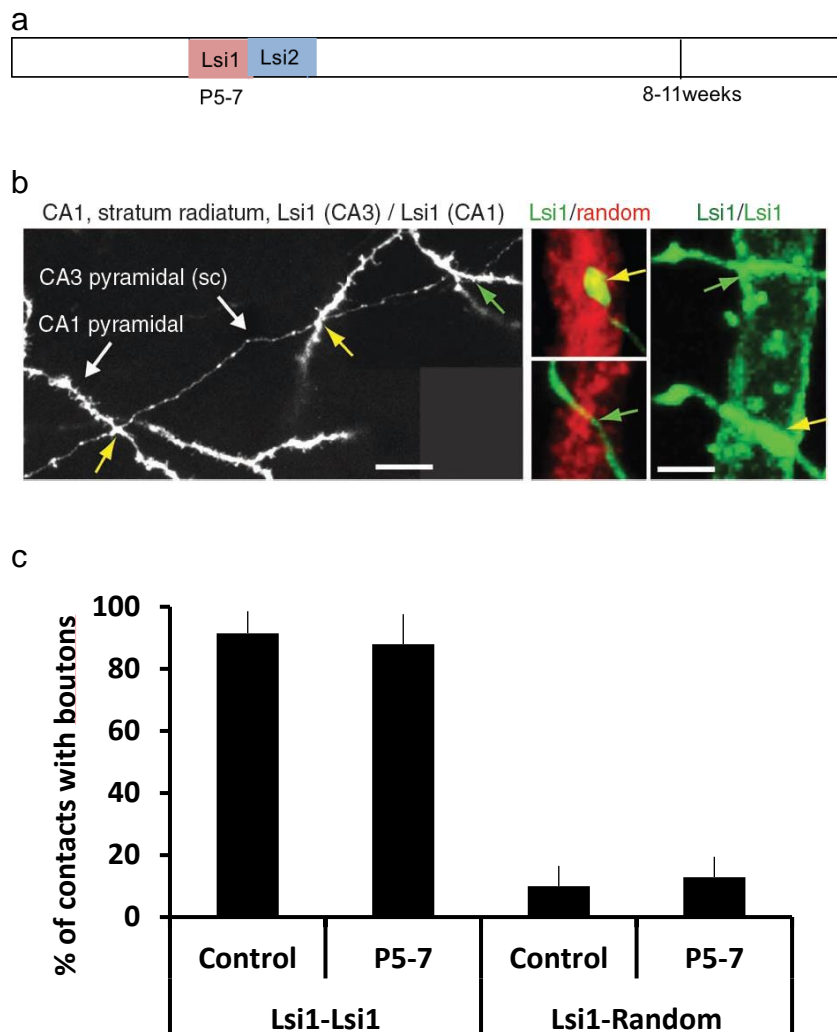 a
Lsi1 Lsi2
P5-7 8-11weeks
b
CA1, stratum radiatum, Lsi1 (CA3) / Lsi1 (CA1) Lsi1/random Lsi1/Lsi1
CA3 pyramidal (sc)
CA1 pyramidal
c
% of contacts with boutons
100
80
60
40
20
0
Control P5-7 Control P5-7
Lsi1-Lsi1 Lsi1-Random